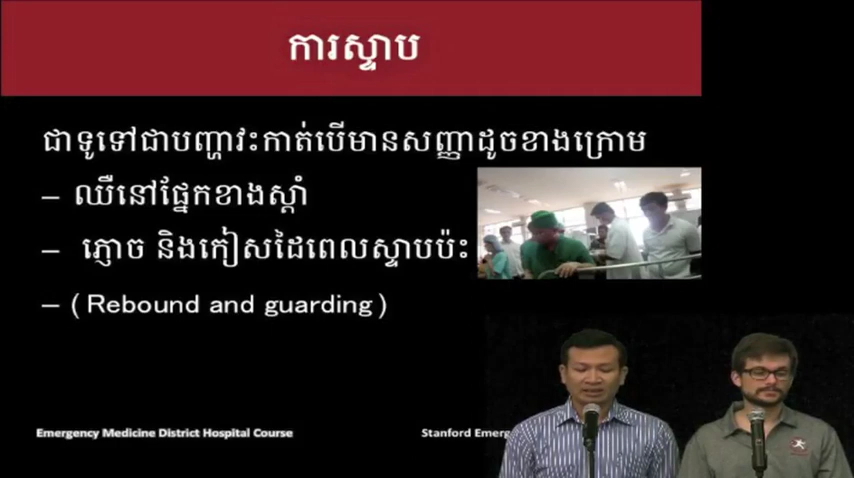 ការស្ទាប
ជាទូទៅជាបញ្ហាវះកាត់បើមានសញ្ញាដូចខាងក្រោម
– ឈឺនៅផ្នែកខាងស្តាំ
– ភ្ញោច និងកៀសដៃពេលស្ទាបប៉ះ
– (Rebound and guarding)
Emergency Medicine District Hospital Course
Stanford Emerg